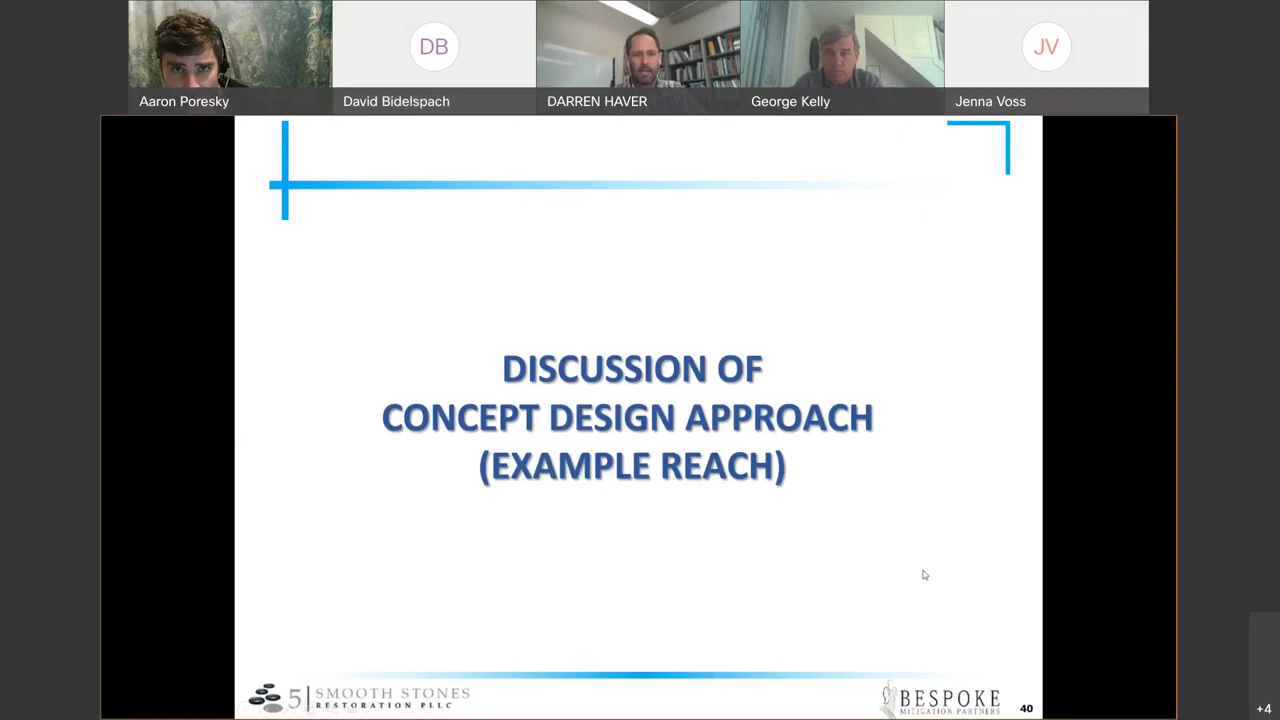 DB
JV
Aaron Poresky
David Bidelspach
DARREN HAVER
George Kelly
Jenna Voss
DISCUSSION OF
CONCEPT DESIGN APPROACH
(EXAMPLE REACH)
5 SMOOTH STONES
RESTORATION PLLC
BESPOKE
MITIGATION PARTNERS
40
+4